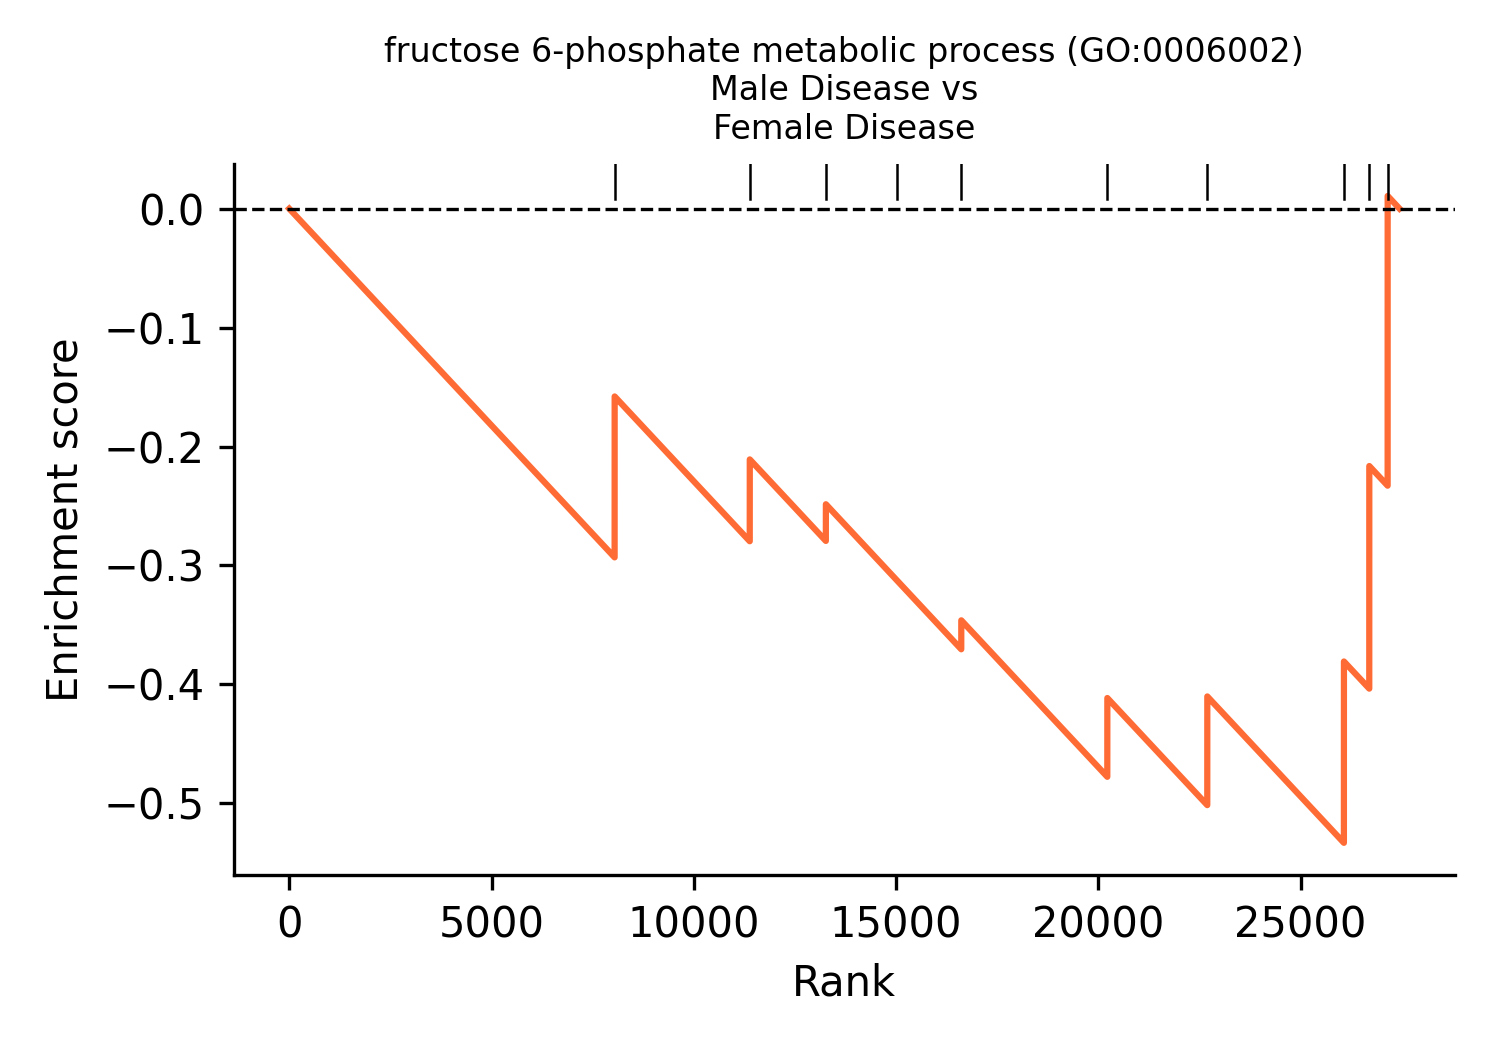 fructose 6-phosphate metabolic process (GO:0006002)
Male Disease vs
Female Disease
0.0
−0.1
−0.2
−0.3
−0.4
−0.5
Enrichment score
0 5000 10000 15000 20000 25000
Rank